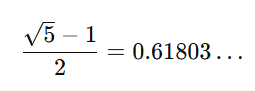 (√5 − 1)/2 = 0.61803…